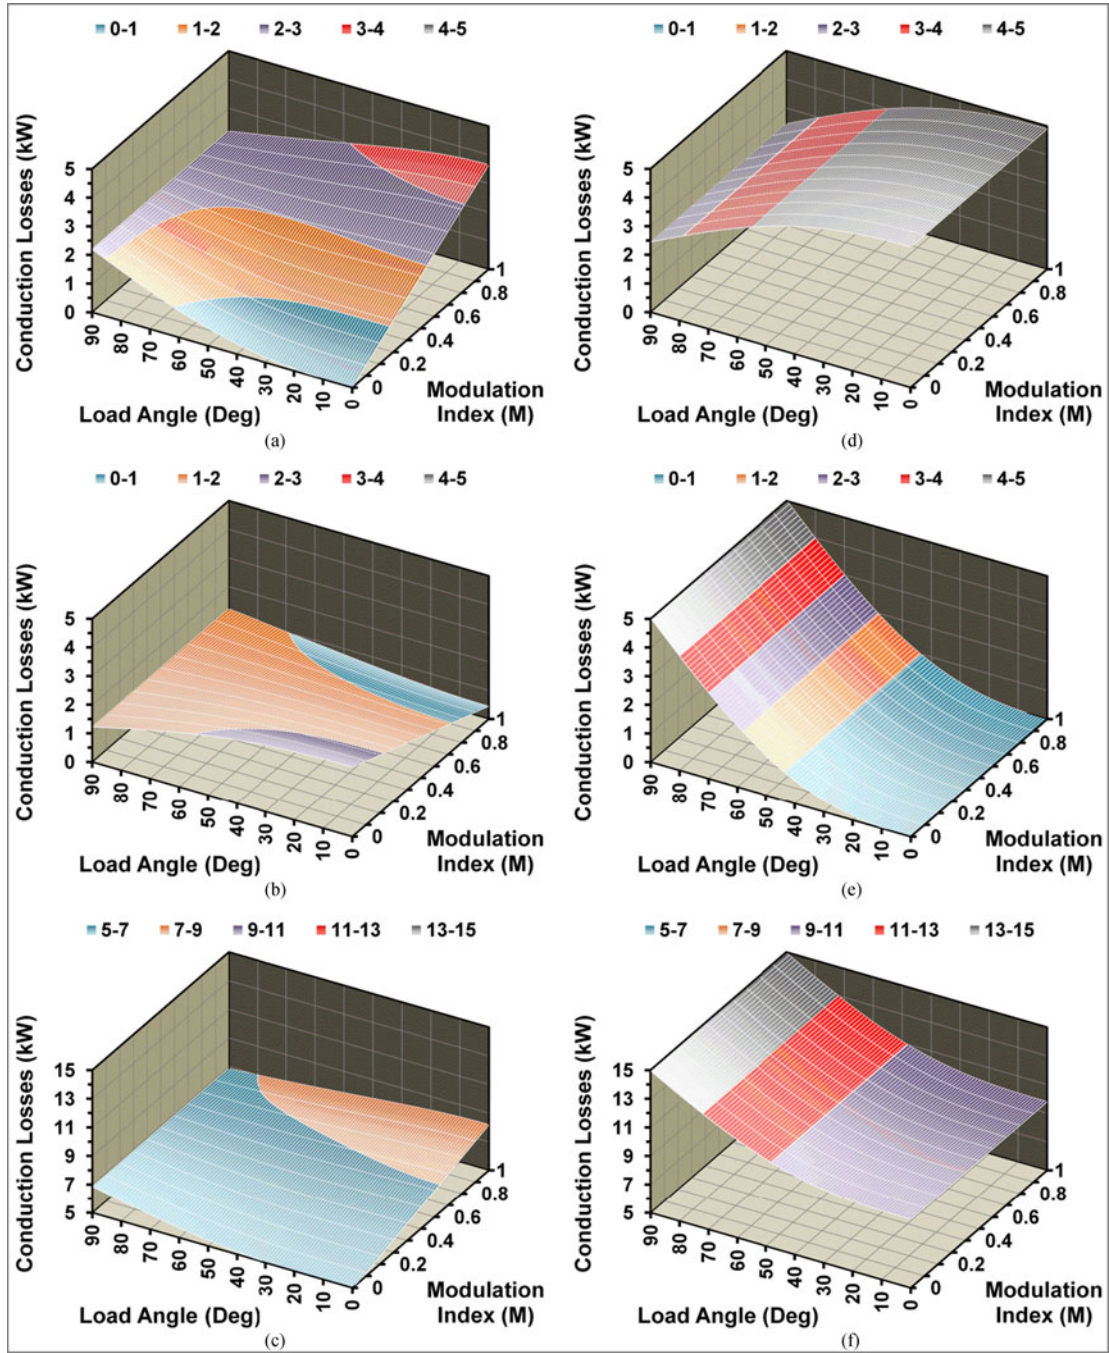 0-1 1-2 2-3 3-4 4-5
Conduction Losses (kW)
5
4
3
2
1
0
90 80 70 60 50 40 30 20 10 0
Load Angle (Deg)
0 0.2 0.4 0.6 0.8 1
Modulation
Index (M)
(a)
0-1 1-2 2-3 3-4 4-5
Conduction Losses (kW)
5
4
3
2
1
0
90 80 70 60 50 40 30 20 10 0
Load Angle (Deg)
0 0.2 0.4 0.6 0.8 1
Modulation
Index (M)
(d)
0-1 1-2 2-3 3-4 4-5
Conduction Losses (kW)
5
4
3
2
1
0
90 80 70 60 50 40 30 20 10 0
Load Angle (Deg)
0 0.2 0.4 0.6 0.8 1
Modulation
Index (M)
(b)
0-1 1-2 2-3 3-4 4-5
Conduction Losses (kW)
5
4
3
2
1
0
90 80 70 60 50 40 30 20 10 0
Load Angle (Deg)
0 0.2 0.4 0.6 0.8 1
Modulation
Index (M)
(e)
5-7 7-9 9-11 11-13 13-15
Conduction Losses (kW)
15
13
11
9
7
5
90 80 70 60 50 40 30 20 10 0
Load Angle (Deg)
0 0.2 0.4 0.6 0.8 1
Modulation
Index (M)
(c)
5-7 7-9 9-11 11-13 13-15
Conduction Losses (kW)
15
13
11
9
7
5
90 80 70 60 50 40 30 20 10 0
Load Angle (Deg)
0 0.2 0.4 0.6 0.8 1
Modulation
Index (M)
(f)